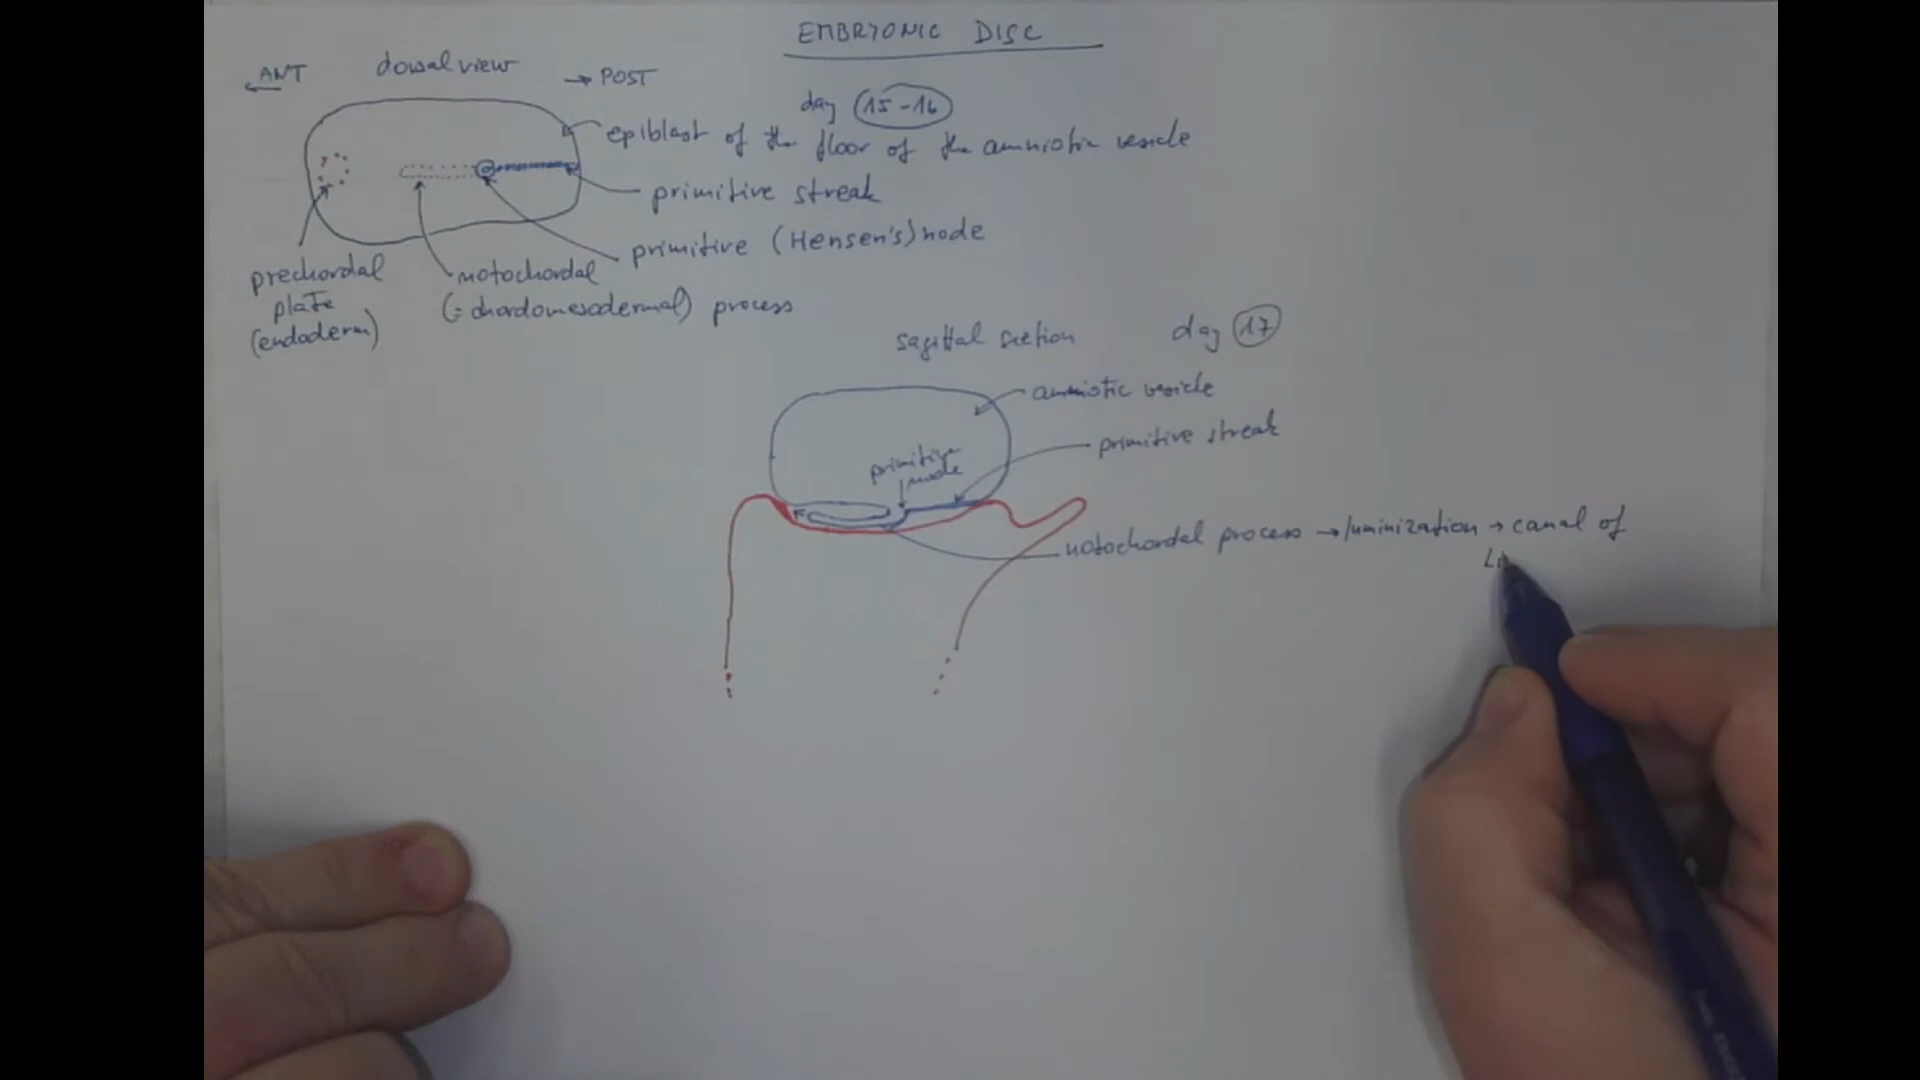 EMBRYONIC DISC
ANT dorsal view → POST
day 15-16
epiblast of the floor of the amniotic vesicle
primitive streak
primitive (Hensen's) node
prechordal
plate
(endoderm)
notochordal
(= chordomesodermal) process
sagittal section day 17
amniotic vesicle
primitive streak
primitive
node
notochordal process → luminization → canal of